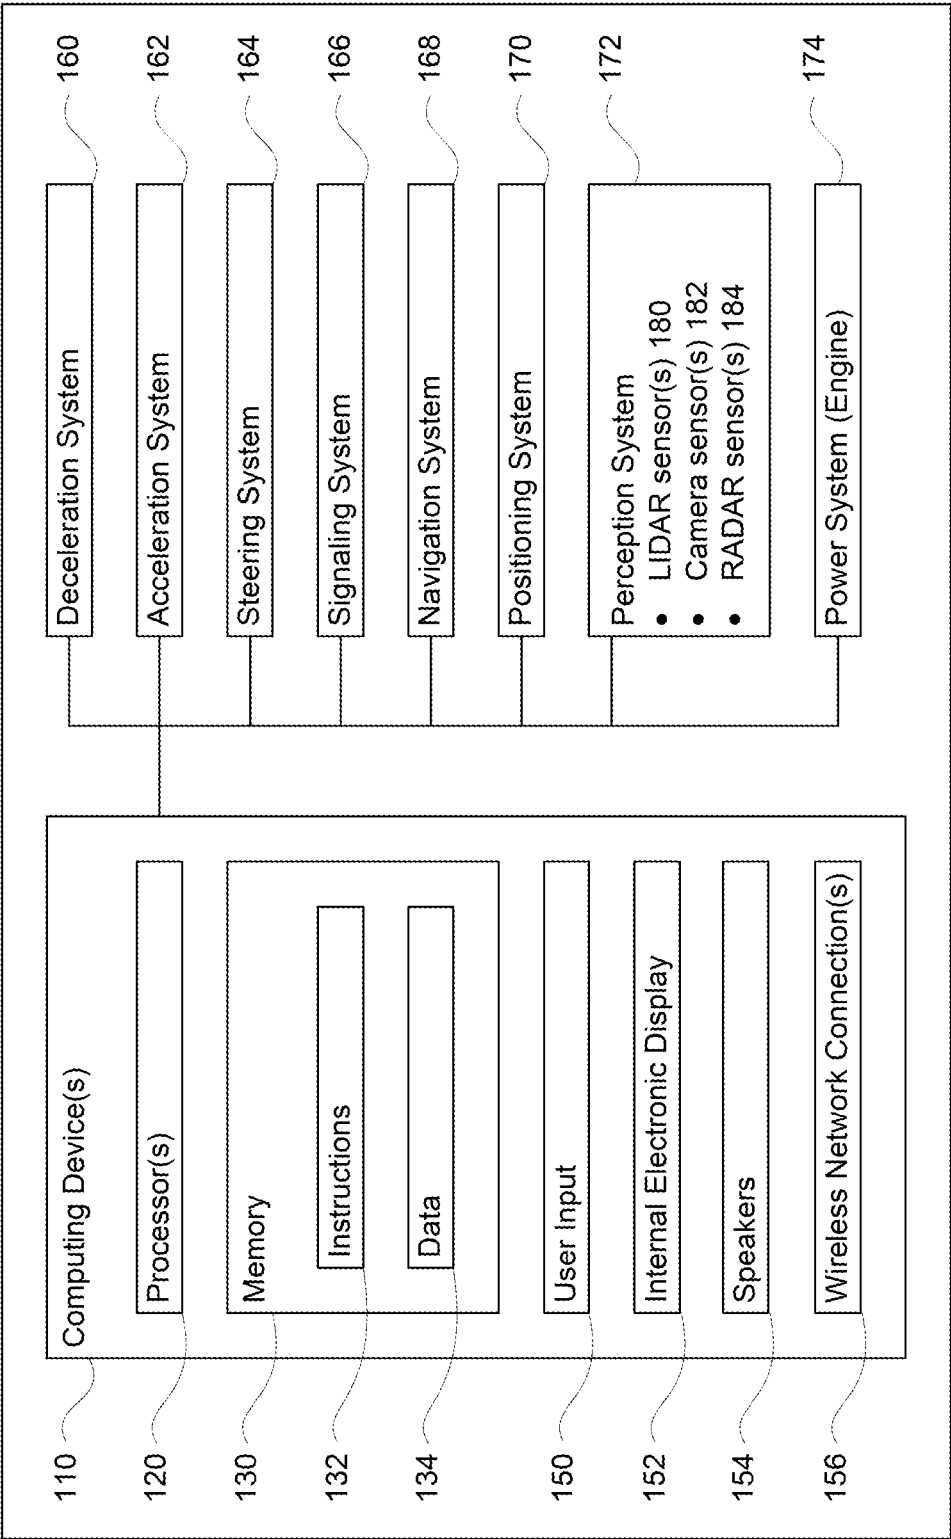 110
Computing Device(s)
120
Processor(s)
130
Memory
132
Instructions
134
Data
150
User Input
152
Internal Electronic Display
154
Speakers
156
Wireless Network Connection(s)
Deceleration System
160
Acceleration System
162
Steering System
164
Signaling System
166
Navigation System
168
Positioning System
170
Perception System
172
• LIDAR sensor(s) 180
• Camera sensor(s) 182
• RADAR sensor(s) 184
Power System (Engine)
174